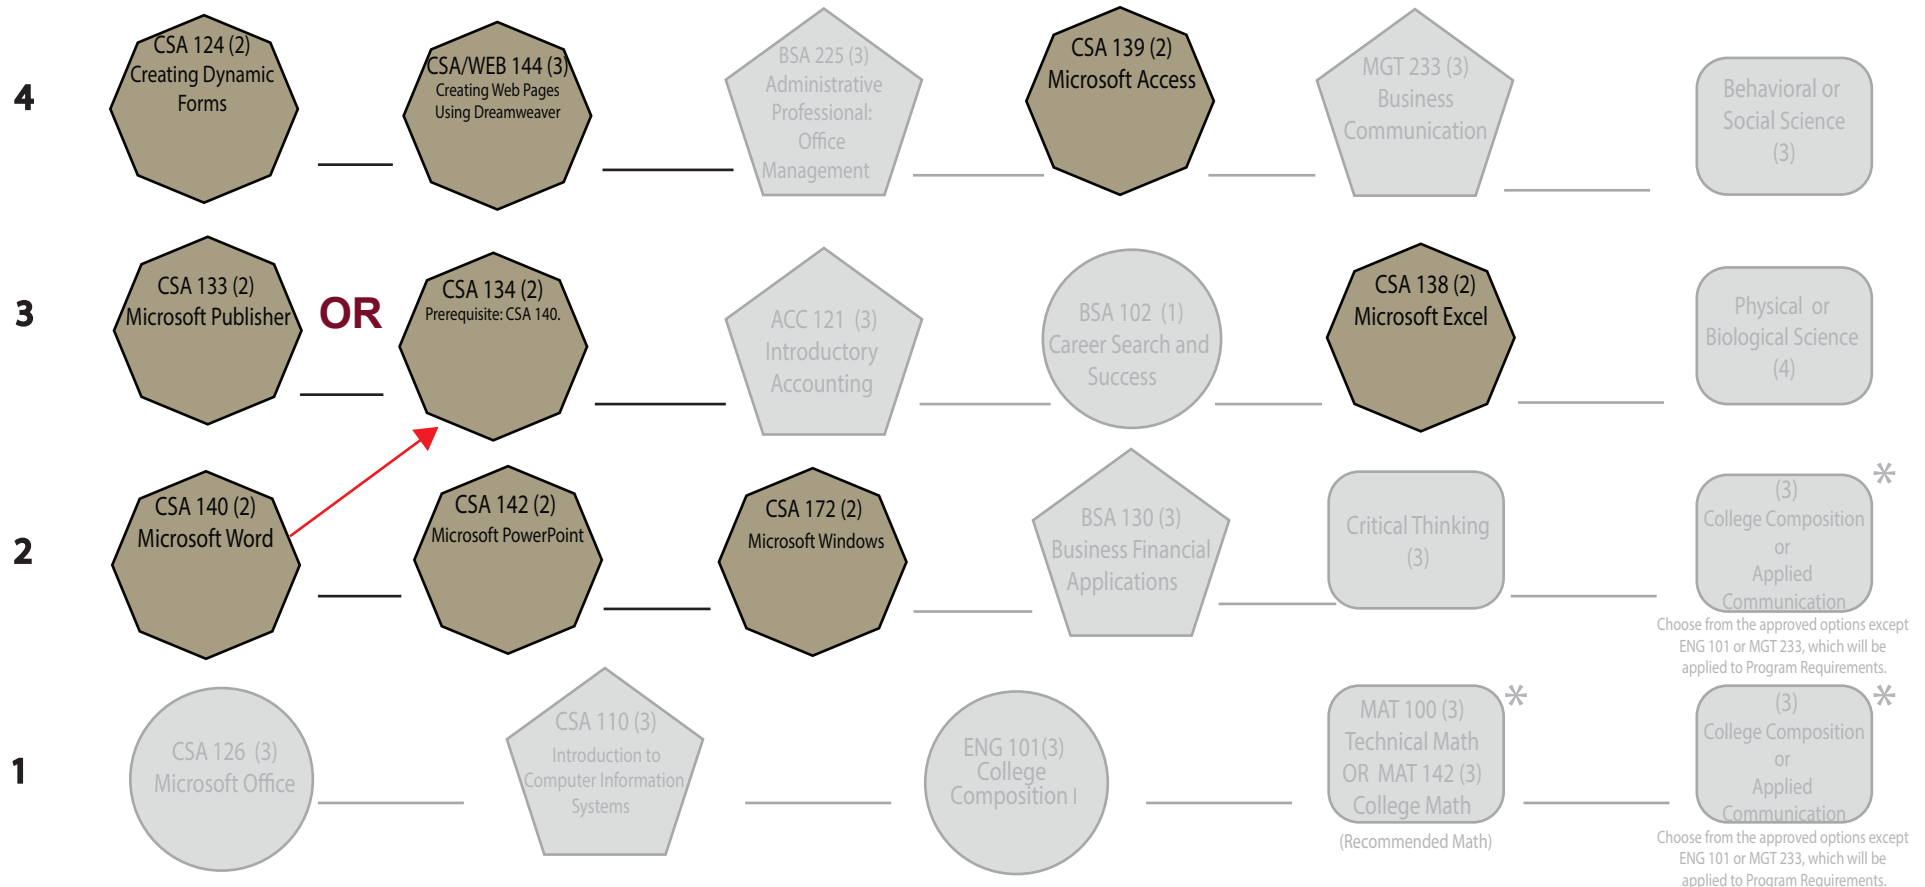 4
CSA 124 (2)
Creating Dynamic
Forms
CSA/WEB 144 (3)
Creating Web Pages
Using Dreamweaver
BSA 225 (3)
Administrative
Professional:
Office
Management
CSA 139 (2)
Microsoft Access
MGT 233 (3)
Business
Communication
Behavioral or
Social Science
(3)
3
CSA 133 (2)
Microsoft Publisher
OR
CSA 134 (2)
Prerequisite: CSA 140.
ACC 121 (3)
Introductory
Accounting
BSA 102 (1)
Career Search and
Success
CSA 138 (2)
Microsoft Excel
Physical or
Biological Science
(4)
2
CSA 140 (2)
Microsoft Word
CSA 142 (2)
Microsoft PowerPoint
CSA 172 (2)
Microsoft Windows
BSA 130 (3)
Business Financial
Applications
Critical Thinking
(3)
*
(3)
College Composition
or
Applied
Communication
Choose from the approved options except
ENG 101 or MGT 233, which will be
applied to Program Requirements.
1
CSA 126 (3)
Microsoft Office
CSA 110 (3)
Introduction to
Computer Information
Systems
ENG 101(3)
College
Composition I
*
MAT 100 (3)
Technical Math
OR MAT 142 (3)
College Math
(Recommended Math)
*
(3)
College Composition
or
Applied
Communication
Choose from the approved options except
ENG 101 or MGT 233, which will be
applied to Program Requirements.